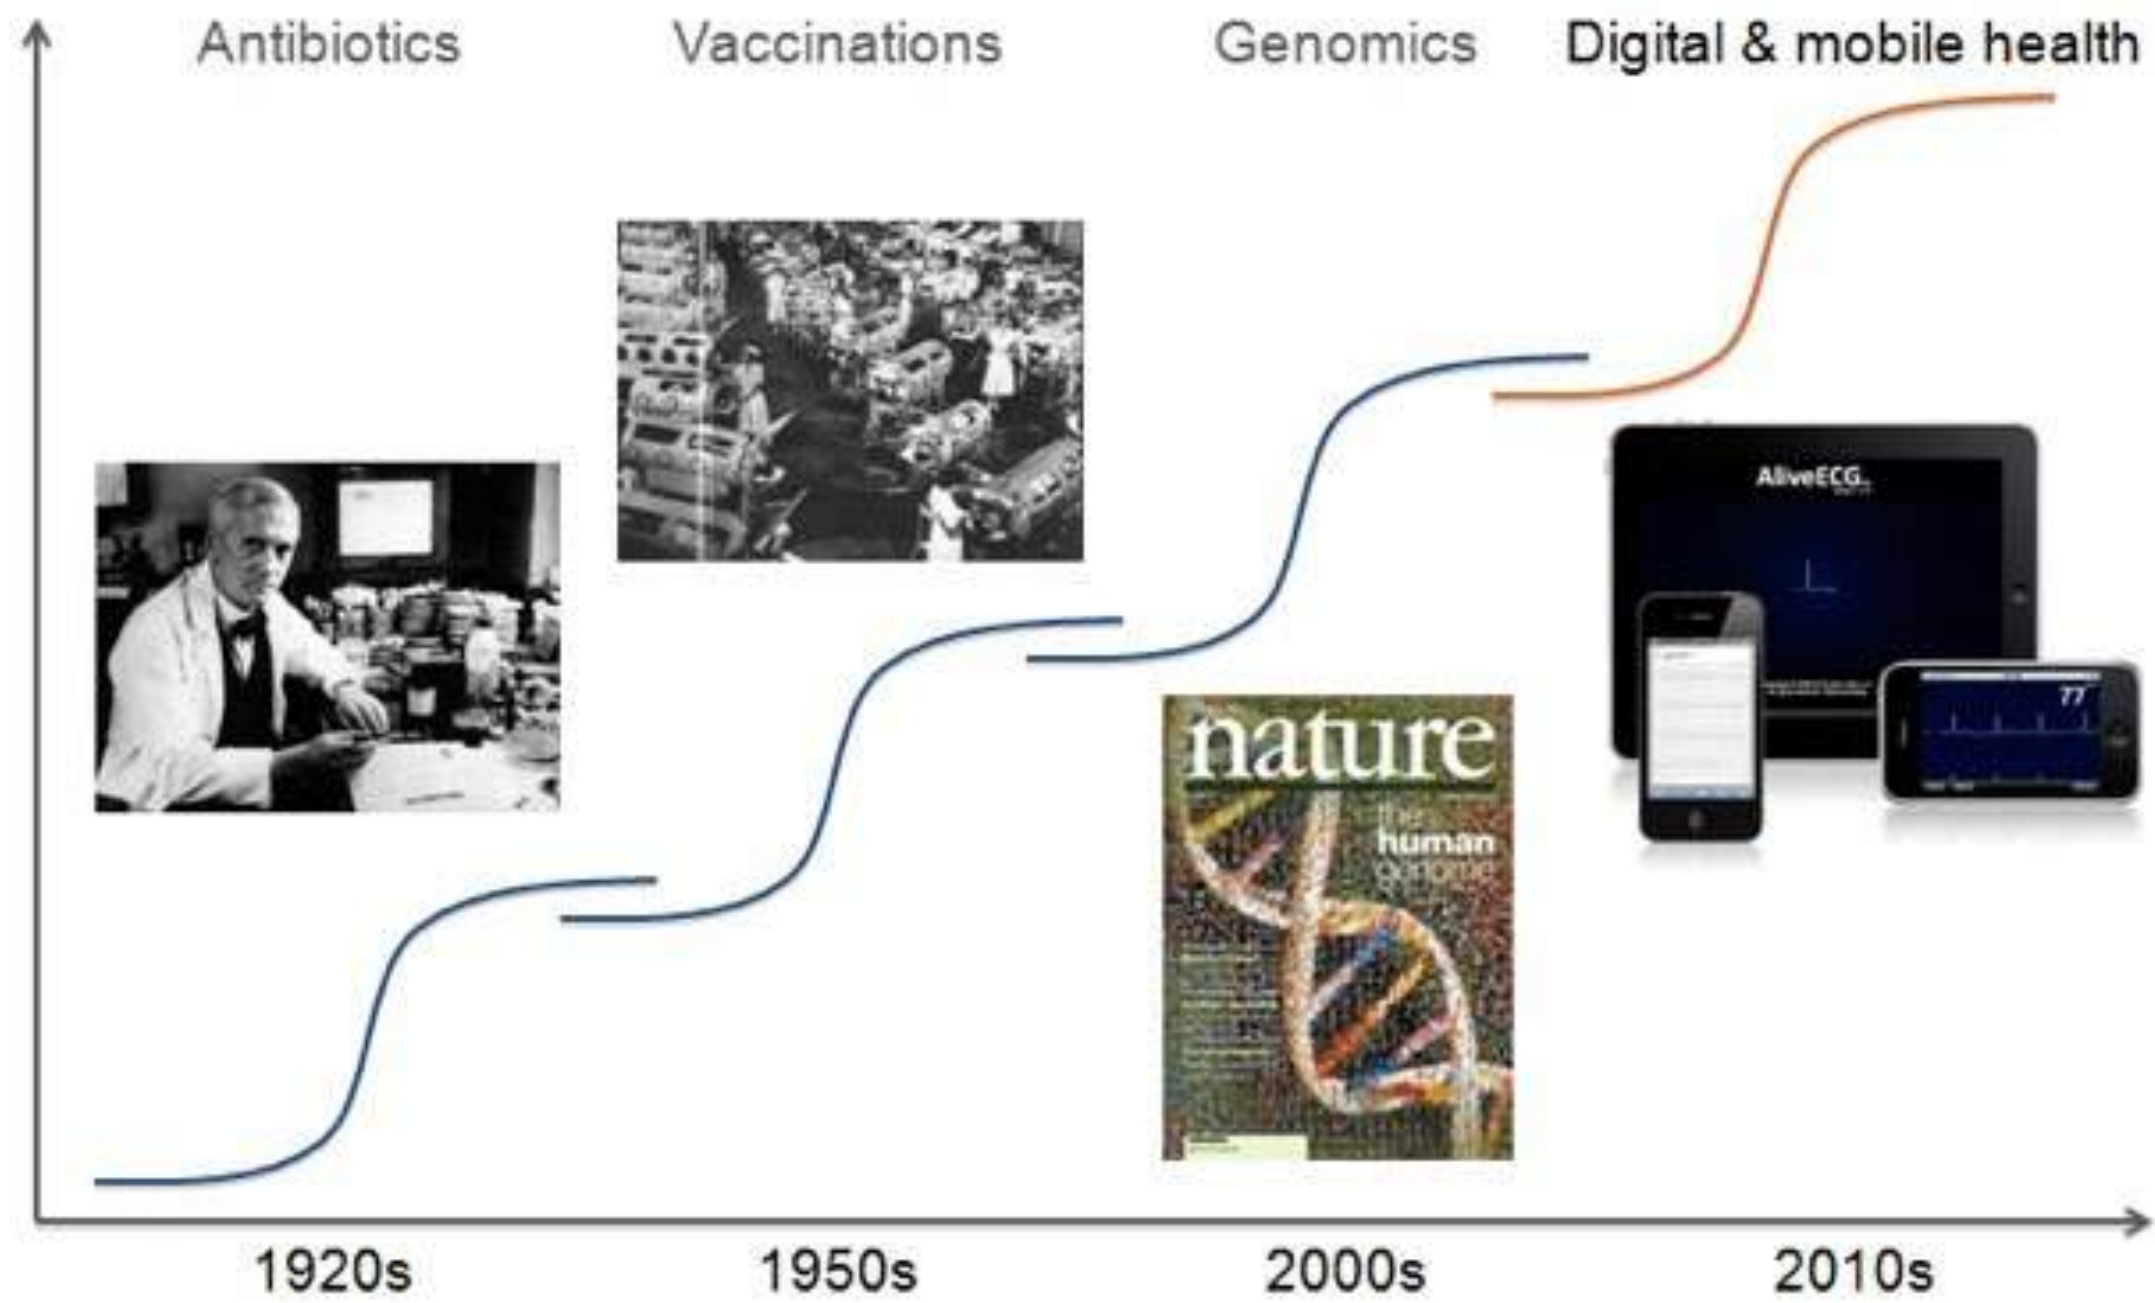 Antibiotics
Vaccinations
Genomics
Digital & mobile health
AliveECG
nature
the
human
genome
77
1920s
1950s
2000s
2010s